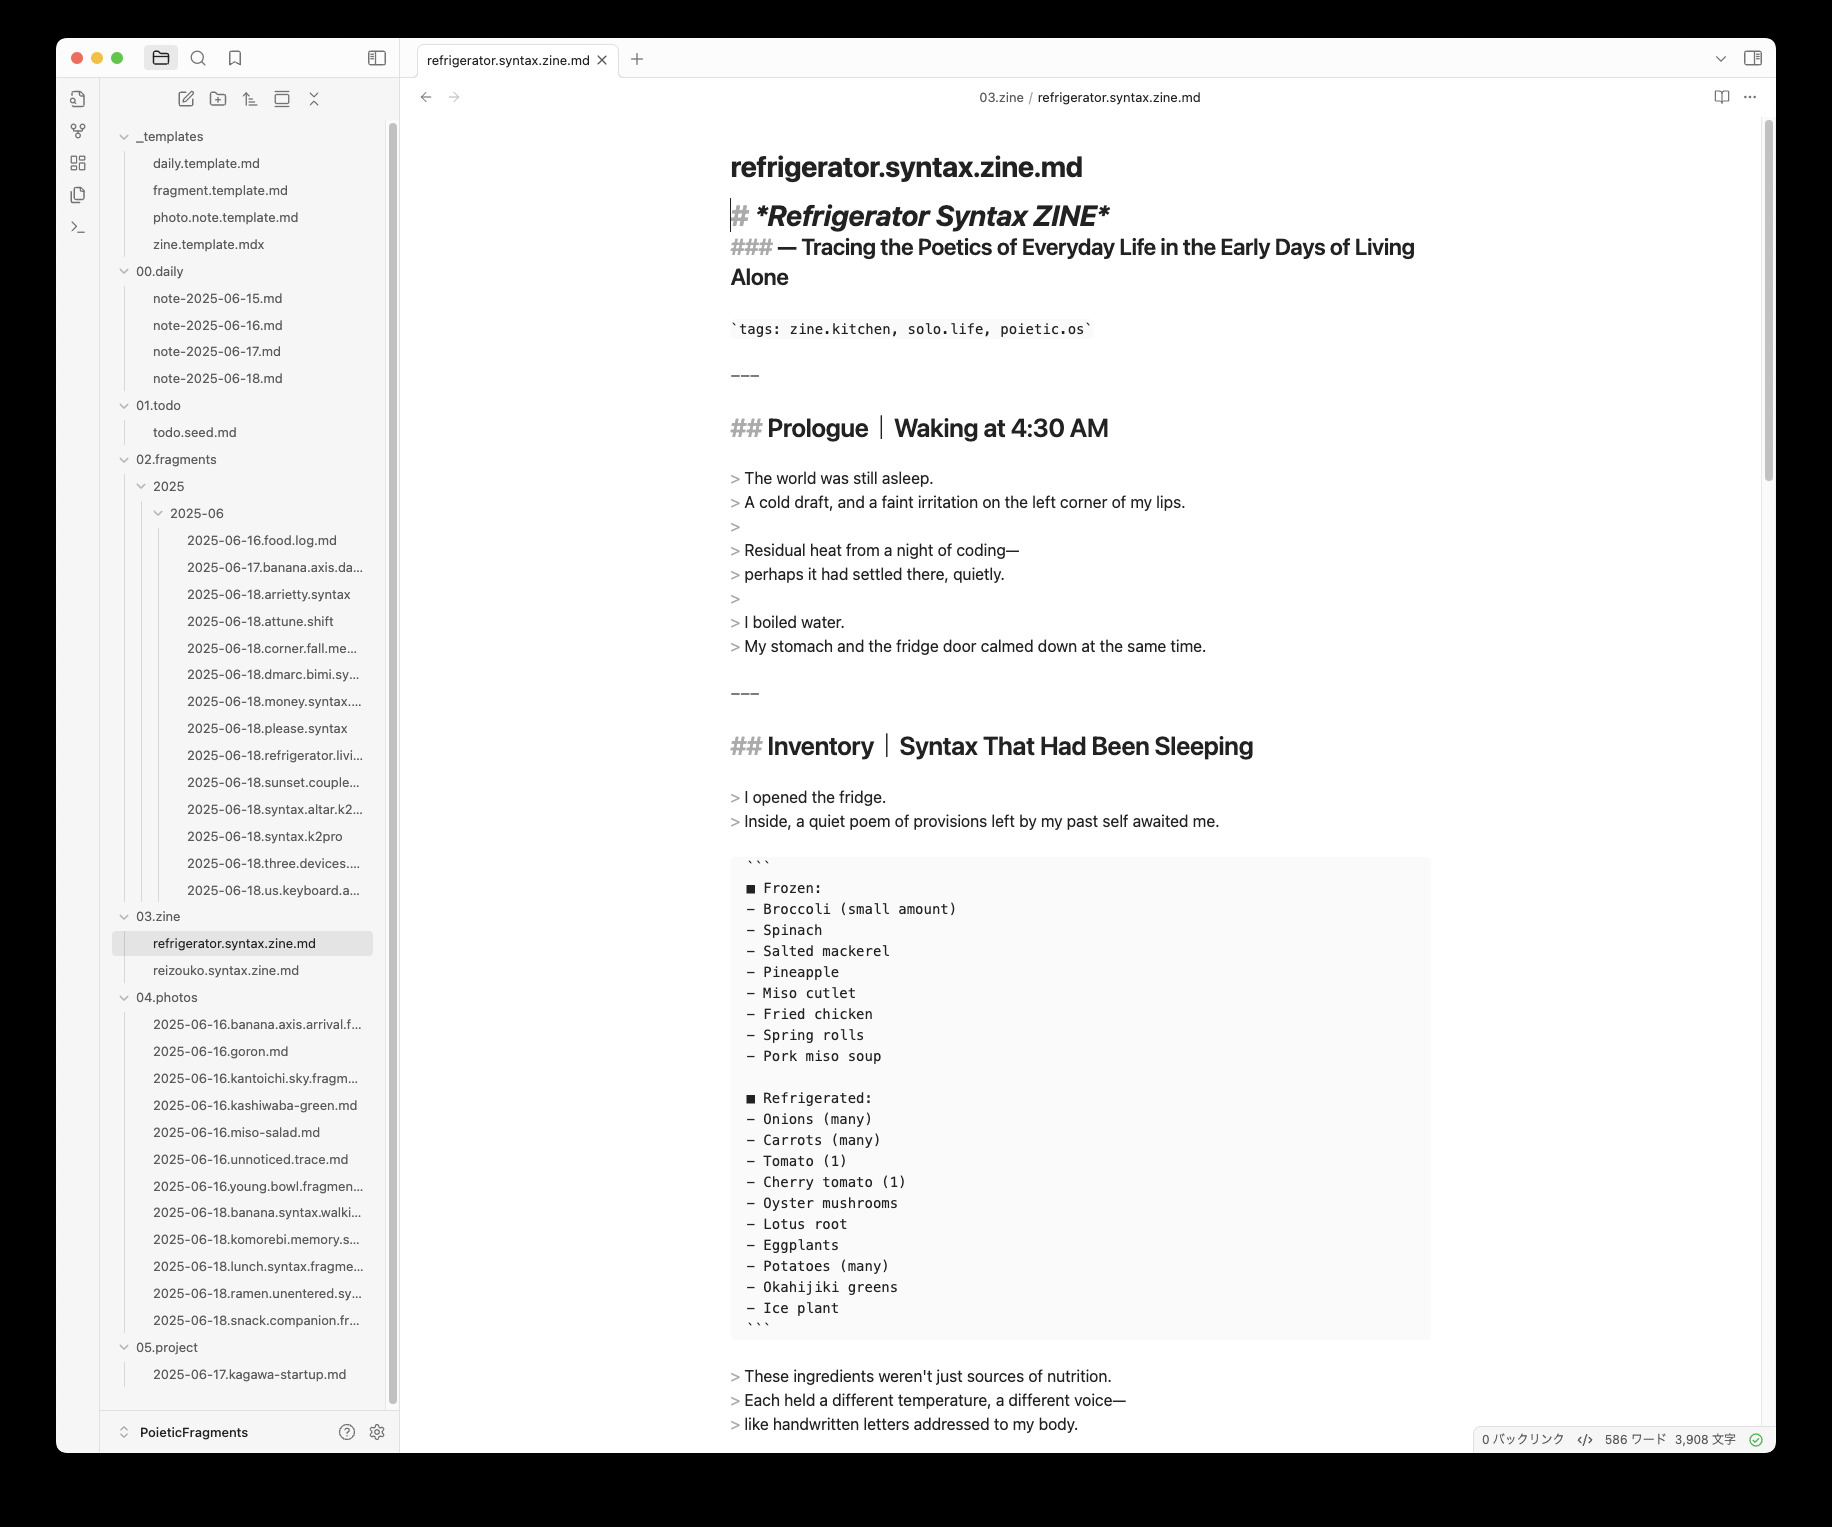 refrigerator.syntax.zine.md
03.zine / refrigerator.syntax.zine.md
_templates
daily.template.md
fragment.template.md
photo.note.template.md
zine.template.mdx
00.daily
note-2025-06-15.md
note-2025-06-16.md
note-2025-06-17.md
note-2025-06-18.md
01.todo
todo.seed.md
02.fragments
2025
2025-06
2025-06-16.food.log.md
2025-06-17.banana.axis.da...
2025-06-18.arrietty.syntax
2025-06-18.attune.shift
2025-06-18.corner.fall.me...
2025-06-18.dmarc.bimi.sy...
2025-06-18.money.syntax....
2025-06-18.please.syntax
2025-06-18.refrigerator.livi...
2025-06-18.sunset.couple...
2025-06-18.syntax.altar.k2...
2025-06-18.syntax.k2pro
2025-06-18.three.devices....
2025-06-18.us.keyboard.a...
03.zine
refrigerator.syntax.zine.md
reizouko.syntax.zine.md
04.photos
2025-06-16.banana.axis.arrival.f...
2025-06-16.goron.md
2025-06-16.kantoichi.sky.fragm...
2025-06-16.kashiwaba-green.md
2025-06-16.miso-salad.md
2025-06-16.unnoticed.trace.md
2025-06-16.young.bowl.fragmen...
2025-06-18.banana.syntax.walki...
2025-06-18.komorebi.memory.s...
2025-06-18.lunch.syntax.fragme...
2025-06-18.ramen.unentered.sy...
2025-06-18.snack.companion.fr...
05.project
2025-06-17.kagawa-startup.md
PoieticFragments
refrigerator.syntax.zine.md
# *Refrigerator Syntax ZINE*
### — Tracing the Poetics of Everyday Life in the Early Days of Living
Alone
`tags: zine.kitchen, solo.life, poietic.os`
---
## Prologue｜Waking at 4:30 AM
> The world was still asleep.
> A cold draft, and a faint irritation on the left corner of my lips.
>
> Residual heat from a night of coding—
> perhaps it had settled there, quietly.
>
> I boiled water.
> My stomach and the fridge door calmed down at the same time.
---
## Inventory｜Syntax That Had Been Sleeping
> I opened the fridge.
> Inside, a quiet poem of provisions left by my past self awaited me.
```
■ Frozen:
- Broccoli (small amount)
- Spinach
- Salted mackerel
- Pineapple
- Miso cutlet
- Fried chicken
- Spring rolls
- Pork miso soup
■ Refrigerated:
- Onions (many)
- Carrots (many)
- Tomato (1)
- Cherry tomato (1)
- Oyster mushrooms
- Lotus root
- Eggplants
- Potatoes (many)
- Okahijiki greens
- Ice plant
```
> These ingredients weren't just sources of nutrition.
> Each held a different temperature, a different voice—
> like handwritten letters addressed to my body.
0 バックリンク </> 586 ワード 3,908 文字